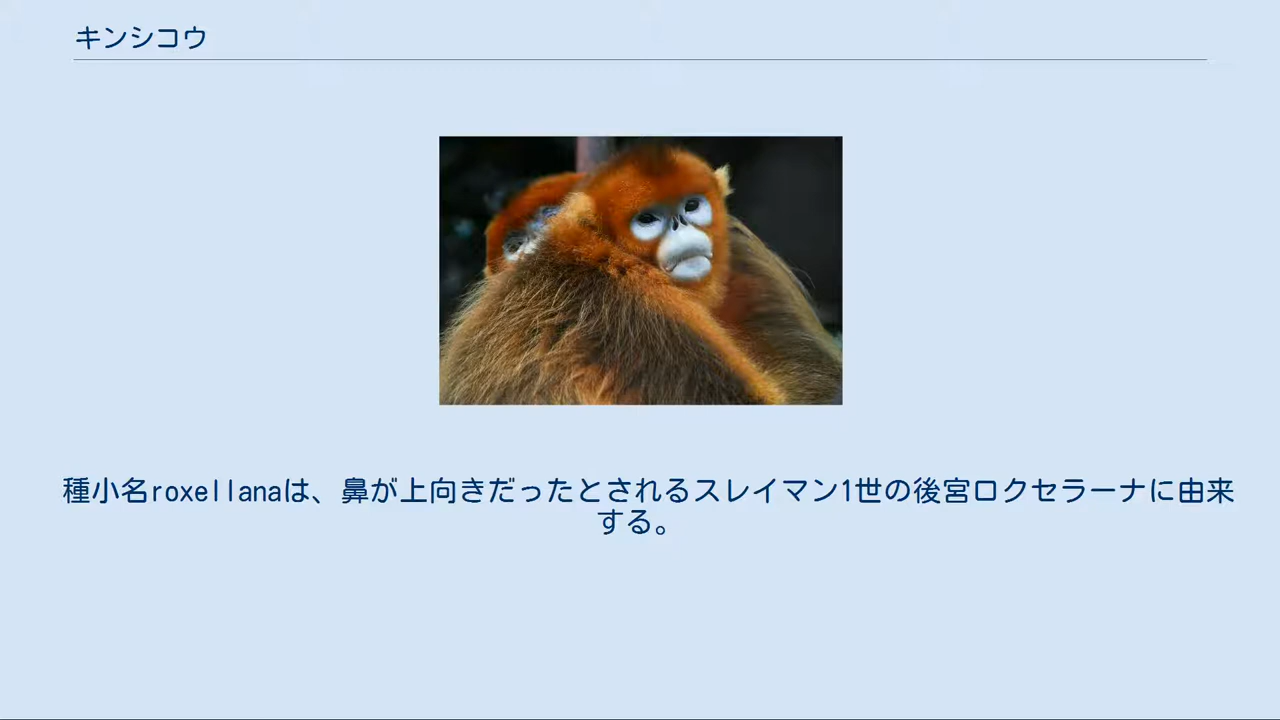 キンシコウ
種小名roxellanaは、鼻が上向きだったとされるスレイマン1世の後宮ロクセラーナに由来
する。